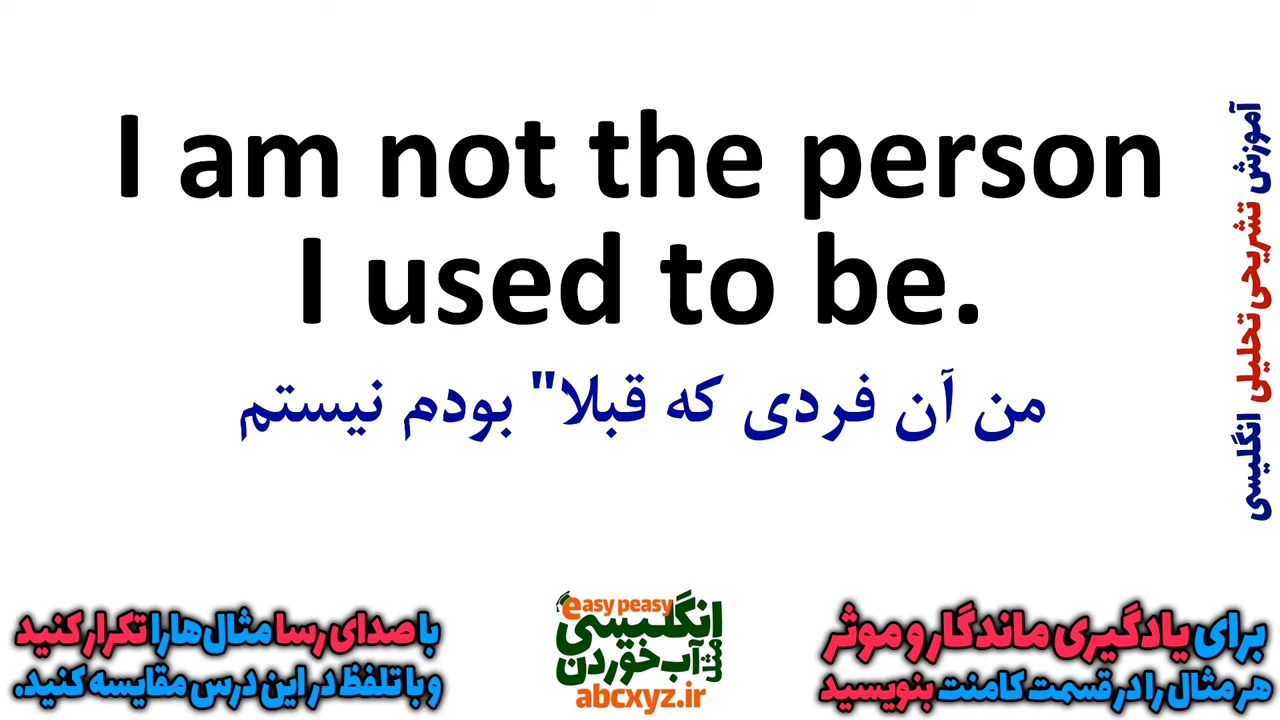 I am not the person
I used to be.
من آن فردی که قبلا" بودم نیستم
آموزش تشریحی تحلیلی انگلیسی
برای یادگیری ماندگار و موثر
هر مثال را در قسمت کامنت بنویسید
easy peasy
انگلیسی
مثل آب خوردن
abcxyz.ir
با صدای رسا مثال‌ها را تکرار کنید
و با تلفظ در این درس مقایسه کنید.